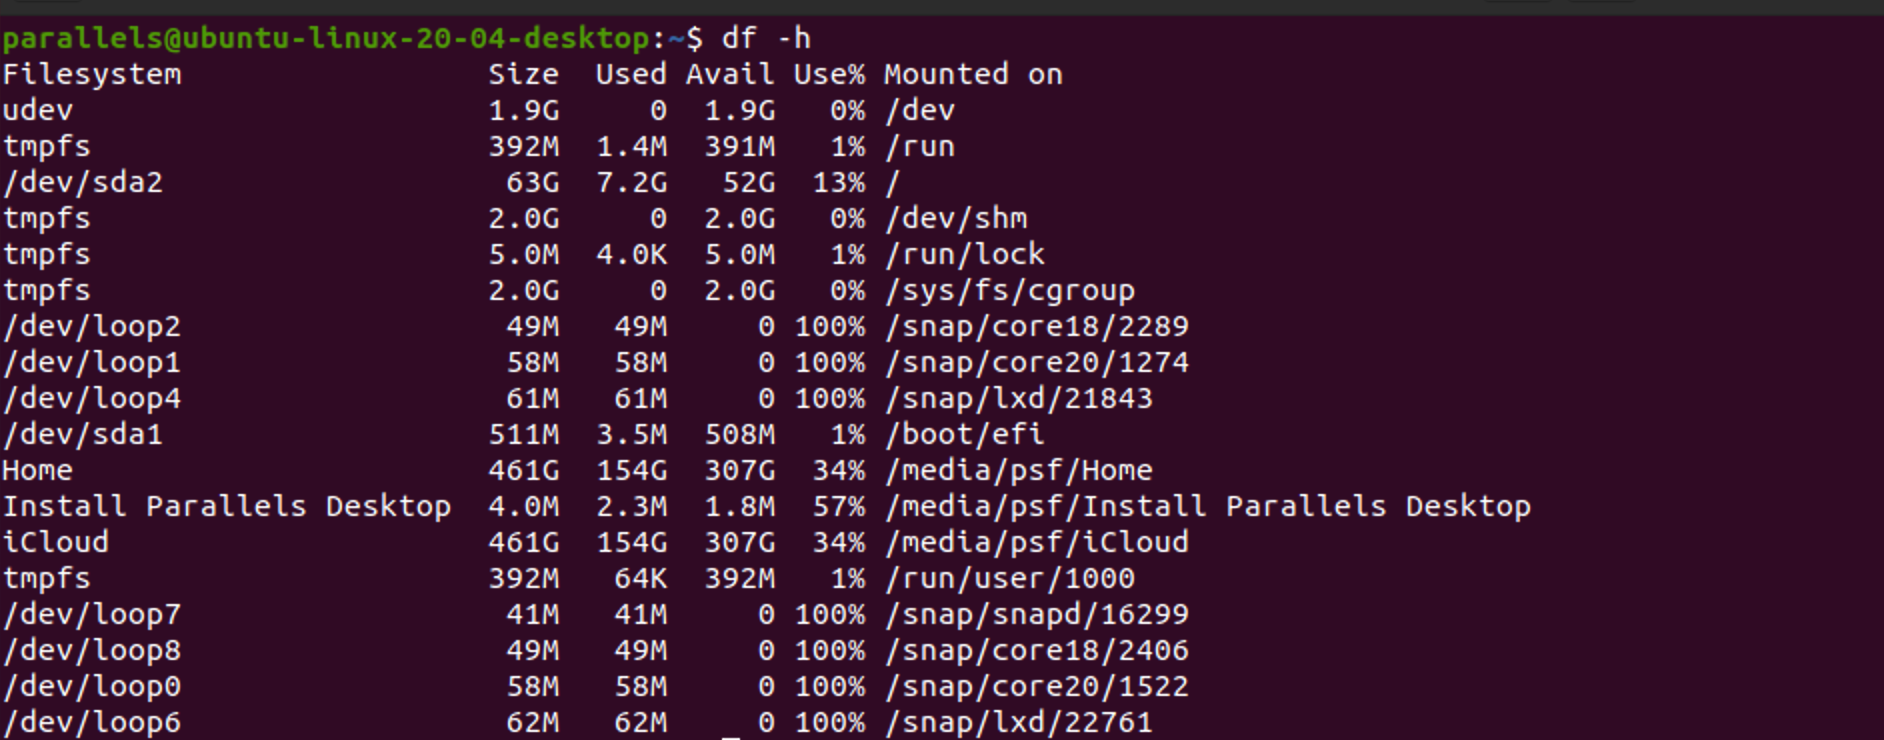 parallels@ubuntu-linux-20-04-desktop:~$ df -h
Filesystem                 Size  Used Avail Use% Mounted on
udev                       1.9G     0  1.9G   0% /dev
tmpfs                      392M  1.4M  391M   1% /run
/dev/sda2                   63G  7.2G   52G  13% /
tmpfs                      2.0G     0  2.0G   0% /dev/shm
tmpfs                      5.0M  4.0K  5.0M   1% /run/lock
tmpfs                      2.0G     0  2.0G   0% /sys/fs/cgroup
/dev/loop2                  49M   49M     0 100% /snap/core18/2289
/dev/loop1                  58M   58M     0 100% /snap/core20/1274
/dev/loop4                  61M   61M     0 100% /snap/lxd/21843
/dev/sda1                  511M  3.5M  508M   1% /boot/efi
Home                       461G  154G  307G  34% /media/psf/Home
Install Parallels Desktop  4.0M  2.3M  1.8M  57% /media/psf/Install Parallels Desktop
iCloud                     461G  154G  307G  34% /media/psf/iCloud
tmpfs                      392M   64K  392M   1% /run/user/1000
/dev/loop7                  41M   41M     0 100% /snap/snapd/16299
/dev/loop8                  49M   49M     0 100% /snap/core18/2406
/dev/loop0                  58M   58M     0 100% /snap/core20/1522
/dev/loop6                  62M   62M     0 100% /snap/lxd/22761